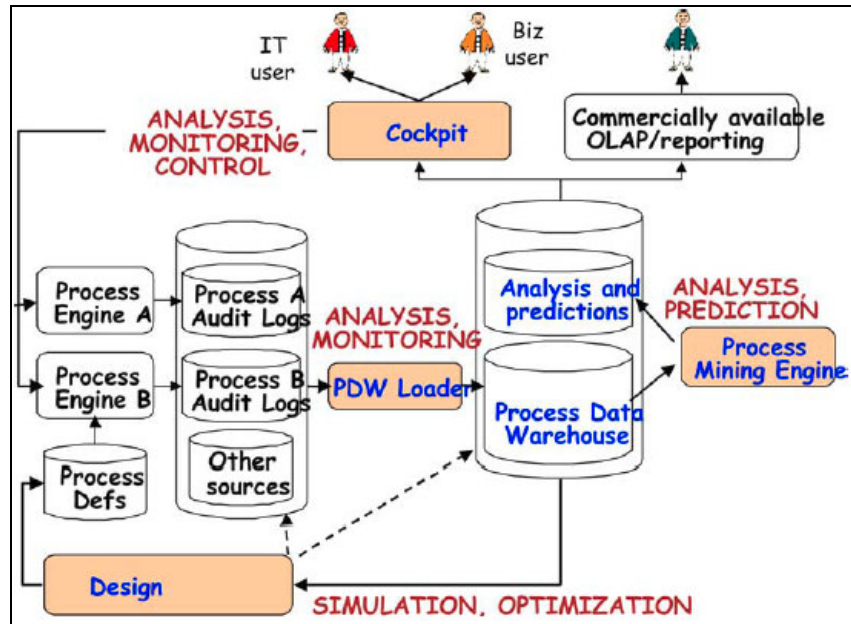 IT
user
Biz
user
ANALYSIS,
MONITORING,
CONTROL
Cockpit
Commercially available
OLAP/reporting
Process
Engine A
Process A
Audit Logs
ANALYSIS,
MONITORING
Analysis and
predictions
ANALYSIS,
PREDICTION
Process
Engine B
Process B
Audit Logs
PDW Loader
Process Data
Warehouse
Process
Mining Engine
Process
Defs
Other
sources
Design
SIMULATION, OPTIMIZATION